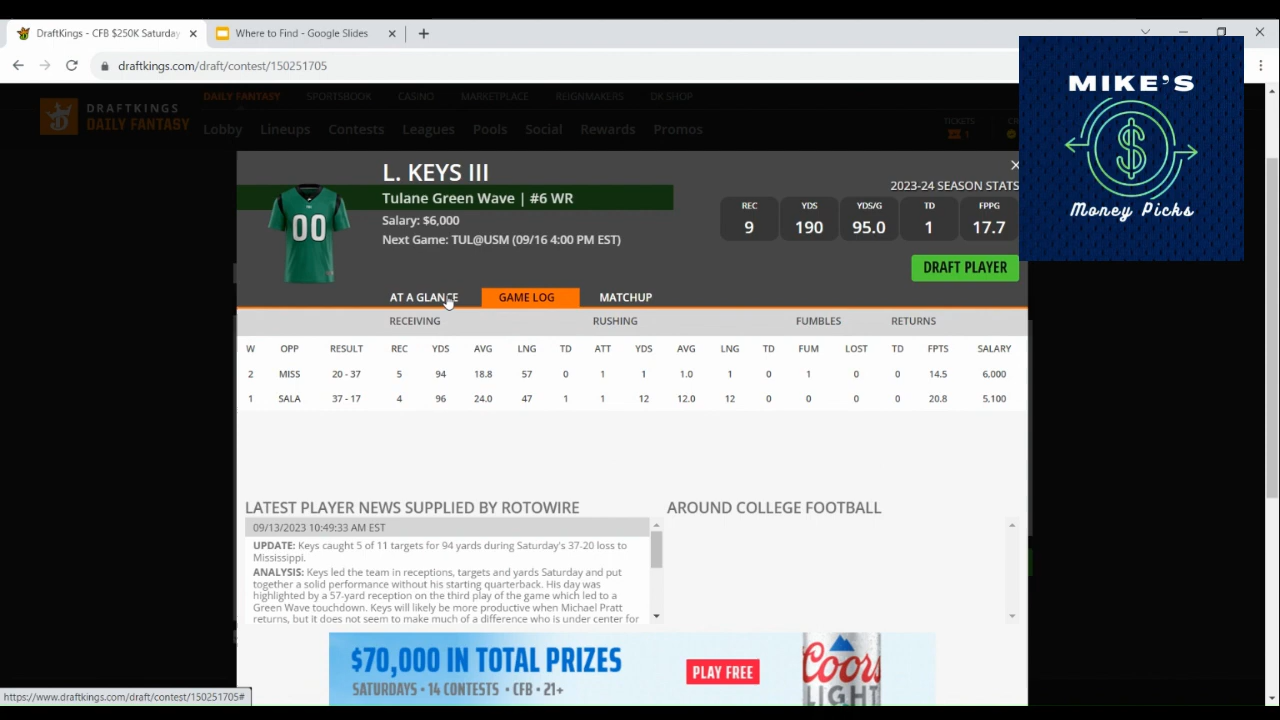 DraftKings - CFB $250K Saturday
Where to Find - Google Slides
draftkings.com/draft/contest/150251705
MIKE'S
$
Money Picks
DRAFTKINGS
DAILY FANTASY
DAILY FANTASY SPORTSBOOK CASINO MARKETPLACE REIGNMAKERS DK SHOP
Lobby Lineups Contests Leagues Pools Social Rewards Promos
TICKETS
1
L. KEYS III
Tulane Green Wave | #6 WR
Salary: $6,000
Next Game: TUL@USM (09/16 4:00 PM EST)
00
2023-24 SEASON STATS
REC YDS YDS/G TD FPPG
9 190 95.0 1 17.7
DRAFT PLAYER
AT A GLANCE GAME LOG MATCHUP
RECEIVING RUSHING FUMBLES RETURNS
W OPP RESULT REC YDS AVG LNG TD ATT YDS AVG LNG TD FUM LOST TD FPTS SALARY
2 MISS 20 - 37 5 94 18.8 57 0 1 1 1.0 1 0 1 0 0 14.5 6,000
1 SALA 37 - 17 4 96 24.0 47 1 1 12 12.0 12 0 0 0 0 20.8 5,100
LATEST PLAYER NEWS SUPPLIED BY ROTOWIRE
AROUND COLLEGE FOOTBALL
09/13/2023 10:49:33 AM EST
UPDATE: Keys caught 5 of 11 targets for 94 yards during Saturday's 37-20 loss to
Mississippi.
ANALYSIS: Keys led the team in receptions, targets and yards Saturday and put
together a solid performance without his starting quarterback. His day was
highlighted by a 57-yard reception on the third play of the game which led to a
Green Wave touchdown. Keys will likely be more productive when Michael Pratt
returns, but it does not seem to make much of a difference who is under center for
$70,000 IN TOTAL PRIZES
SATURDAYS • 14 CONTESTS • CFB • 21+
PLAY FREE
Coors
LIGHT
https://www.draftkings.com/draft/contest/150251705#